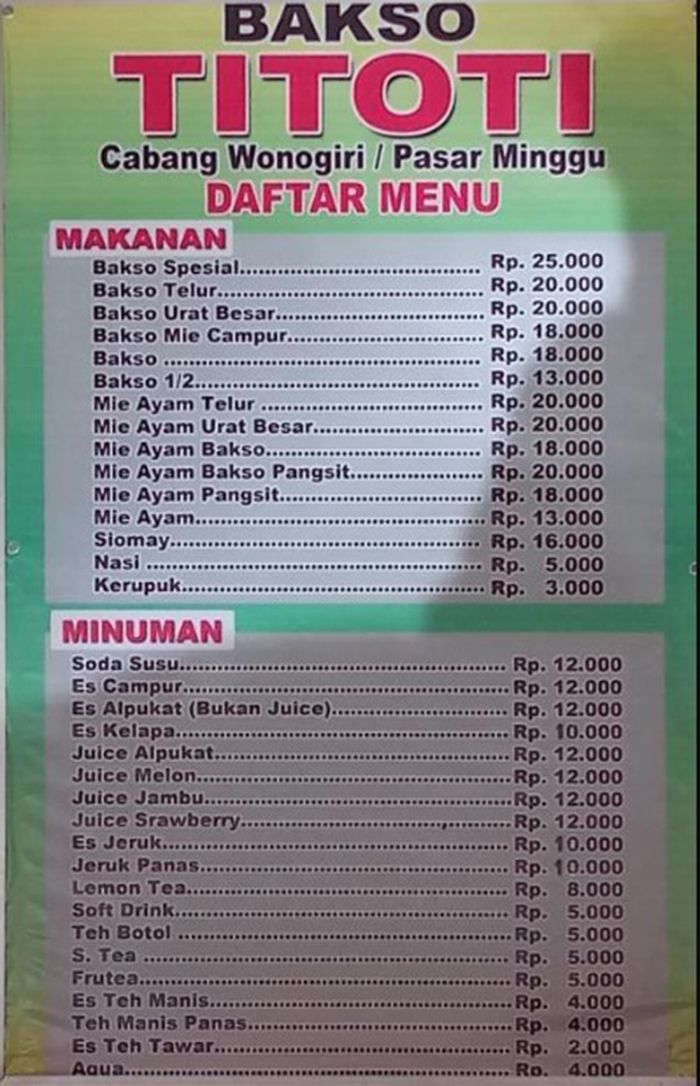 BAKSO
TITOTI
Cabang Wonogiri / Pasar Minggu
DAFTAR MENU
MAKANAN
Bakso Spesial...................................... Rp. 25.000
Bakso Telur.......................................... Rp. 20.000
Bakso Urat Besar................................. Rp. 20.000
Bakso Mie Campur............................... Rp. 18.000
Bakso .................................................. Rp. 18.000
Bakso 1/2............................................. Rp. 13.000
Mie Ayam Telur ................................... Rp. 20.000
Mie Ayam Urat Besar........................... Rp. 20.000
Mie Ayam Bakso.................................. Rp. 18.000
Mie Ayam Bakso Pangsit..................... Rp. 20.000
Mie Ayam Pangsit................................ Rp. 18.000
Mie Ayam.............................................. Rp. 13.000
Siomay................................................. Rp. 16.000
Nasi ..................................................... Rp. 5.000
Kerupuk................................................ Rp. 3.000
MINUMAN
Soda Susu.................................................... Rp. 12.000
Es Campur.................................................... Rp. 12.000
Es Alpukat (Bukan Juice)............................ Rp. 12.000
Es Kelapa..................................................... Rp. 10.000
Juice Alpukat............................................... Rp. 12.000
Juice Melon.................................................. Rp. 12.000
Juice Jambu................................................. Rp. 12.000
Juice Srawberry........................................... Rp. 12.000
Es Jeruk....................................................... Rp. 10.000
Jeruk Panas................................................. Rp. 10.000
Lemon Tea................................................... Rp. 8.000
Soft Drink..................................................... Rp. 5.000
Teh Botol ..................................................... Rp. 5.000
S. Tea .......................................................... Rp. 5.000
Frutea........................................................... Rp. 5.000
Es Teh Manis................................................ Rp. 4.000
Teh Manis Panas.......................................... Rp. 4.000
Es Teh Tawar............................................... Rp. 2.000
Aqua............................................................. Rp. 4.000